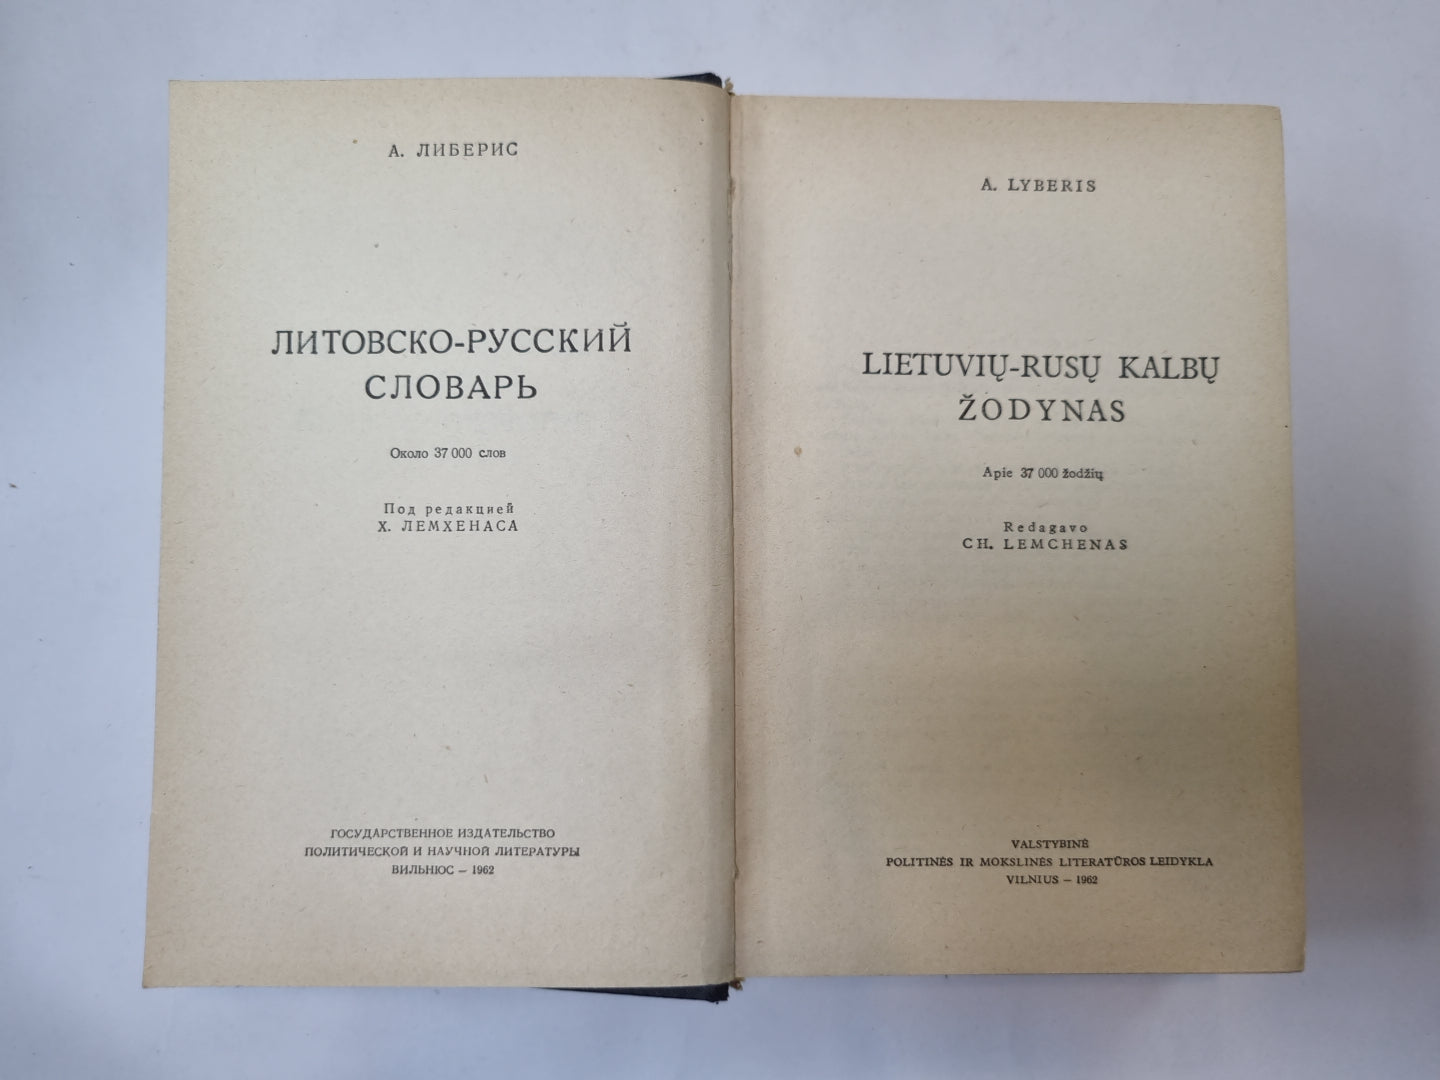 А. ЛИБЕРИС
ЛИТОВСКО-РУССКИЙ
СЛОВАРЬ
Около 37 000 слов
Под редакцией
Х. ЛЕМХЕНАСА
ГОСУДАРСТВЕННОЕ ИЗДАТЕЛЬСТВО
ПОЛИТИЧЕСКОЙ И НАУЧНОЙ ЛИТЕРАТУРЫ
ВИЛЬНЮС – 1962
A. LYBERIS
LIETUVIŲ-RUSŲ KALBŲ
ŽODYNAS
Apie 37 000 žodžių
Redagavo
CH. LEMCHENAS
VALSTYBINĖ
POLITINĖS IR MOKSLINĖS LITERATŪROS LEIDYKLA
VILNIUS – 1962